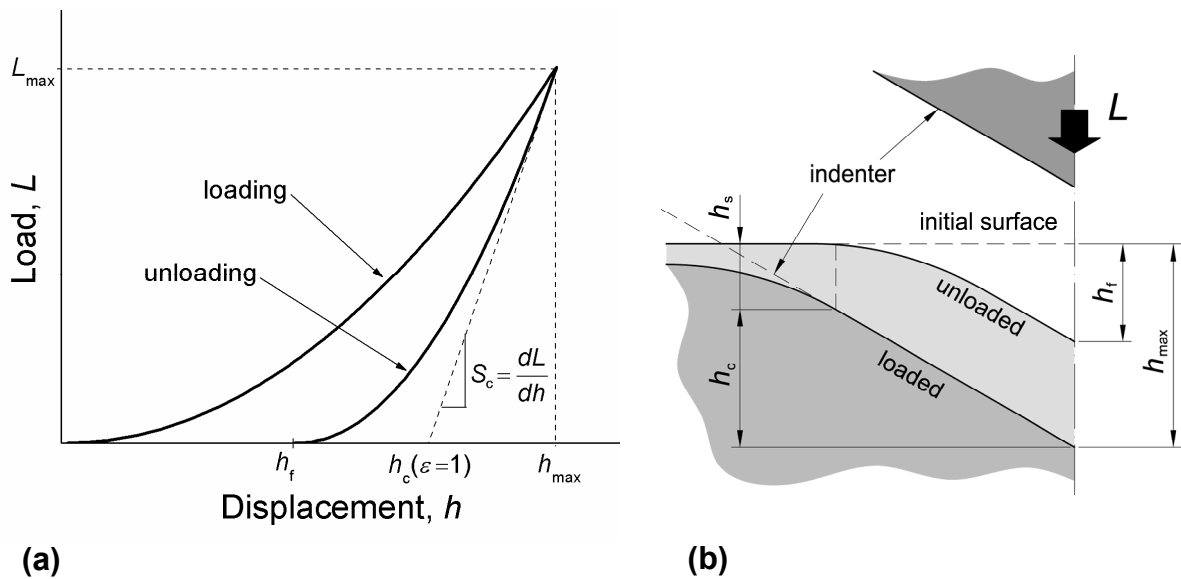 L_max
Load, L
loading
unloading
S_c = dL/dh
h_f
h_c(ε=1)
h_max
Displacement, h
(a)
L
indenter
h_s
initial surface
unloaded
h_f
h_max
h_c
loaded
(b)